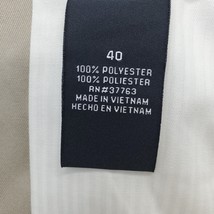 40
100% POLYESTER
100% POLIESTER
RN#37763
MADE IN VIETNAM
HECHO EN VIETNAM